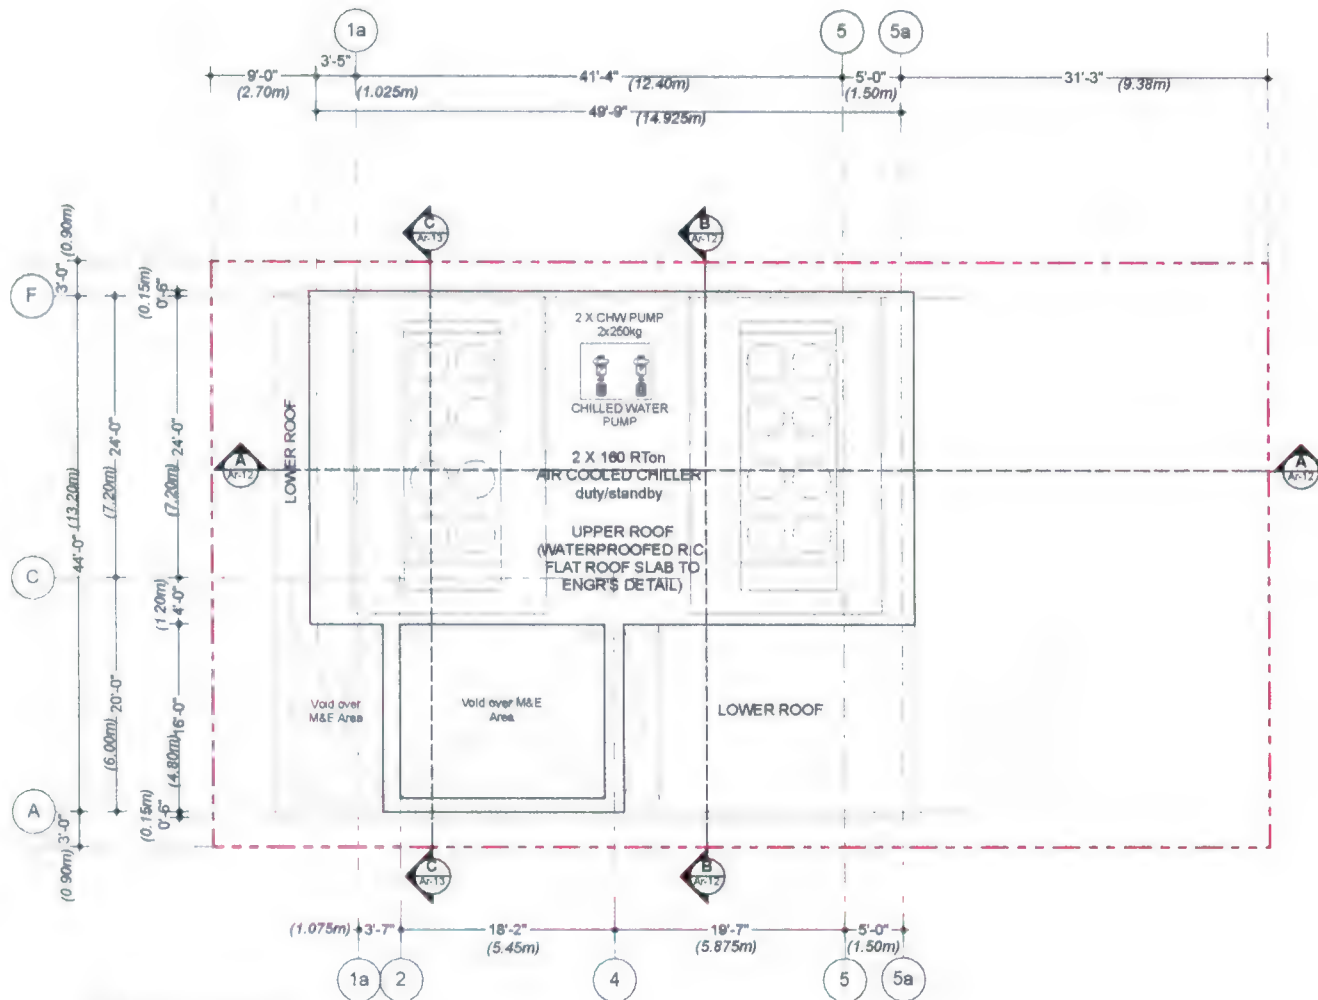 1a
5
5a
9'-0"
(2.70m)
3'-5"
(1.025m)
41'-4"
(12.40m)
5'-0"
(1.50m)
31'-3"
(9.38m)
49'-9"
(14.925m)
C
Ar-13
B
Ar-12
3'-0" (0.90m)
F
0'-6" (0.15m)
2 X CHW PUMP
2x250kg
CHILLED WATER
PUMP
LOWER ROOF
A
Ar-12
2 X 160 RTon
AIR COOLED CHILLER
duty/standby
A
Ar-12
UPPER ROOF
(WATERPROOFED R.C
FLAT ROOF SLAB TO
ENGR'S DETAIL)
44'-0" (13.20m)
(7.20m) 24'-0"
(7.20m) 24'-0"
C
(1.20m) 4'-0"
(6.00m) 20'-0"
(4.80m) 16'-0"
Void over
M&E Area
Void over M&E
Area
LOWER ROOF
A
(0.15m) 0'-6"
(0.90m) 3'-0"
C
Ar-13
B
Ar-12
(1.075m) 3'-7"
18'-2"
(5.45m)
19'-7"
(5.875m)
5'-0"
(1.50m)
1a
2
4
5
5a